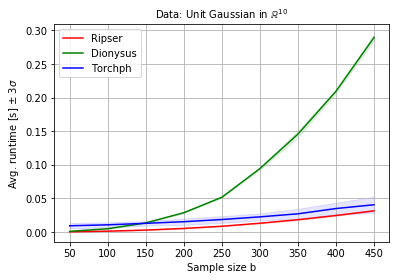 Data: Unit Gaussian in ℝ¹⁰
Ripser
Dionysus
Torchph
Avg. runtime [s] ± 3σ
0.30
0.25
0.20
0.15
0.10
0.05
0.00
50 100 150 200 250 300 350 400 450
Sample size b